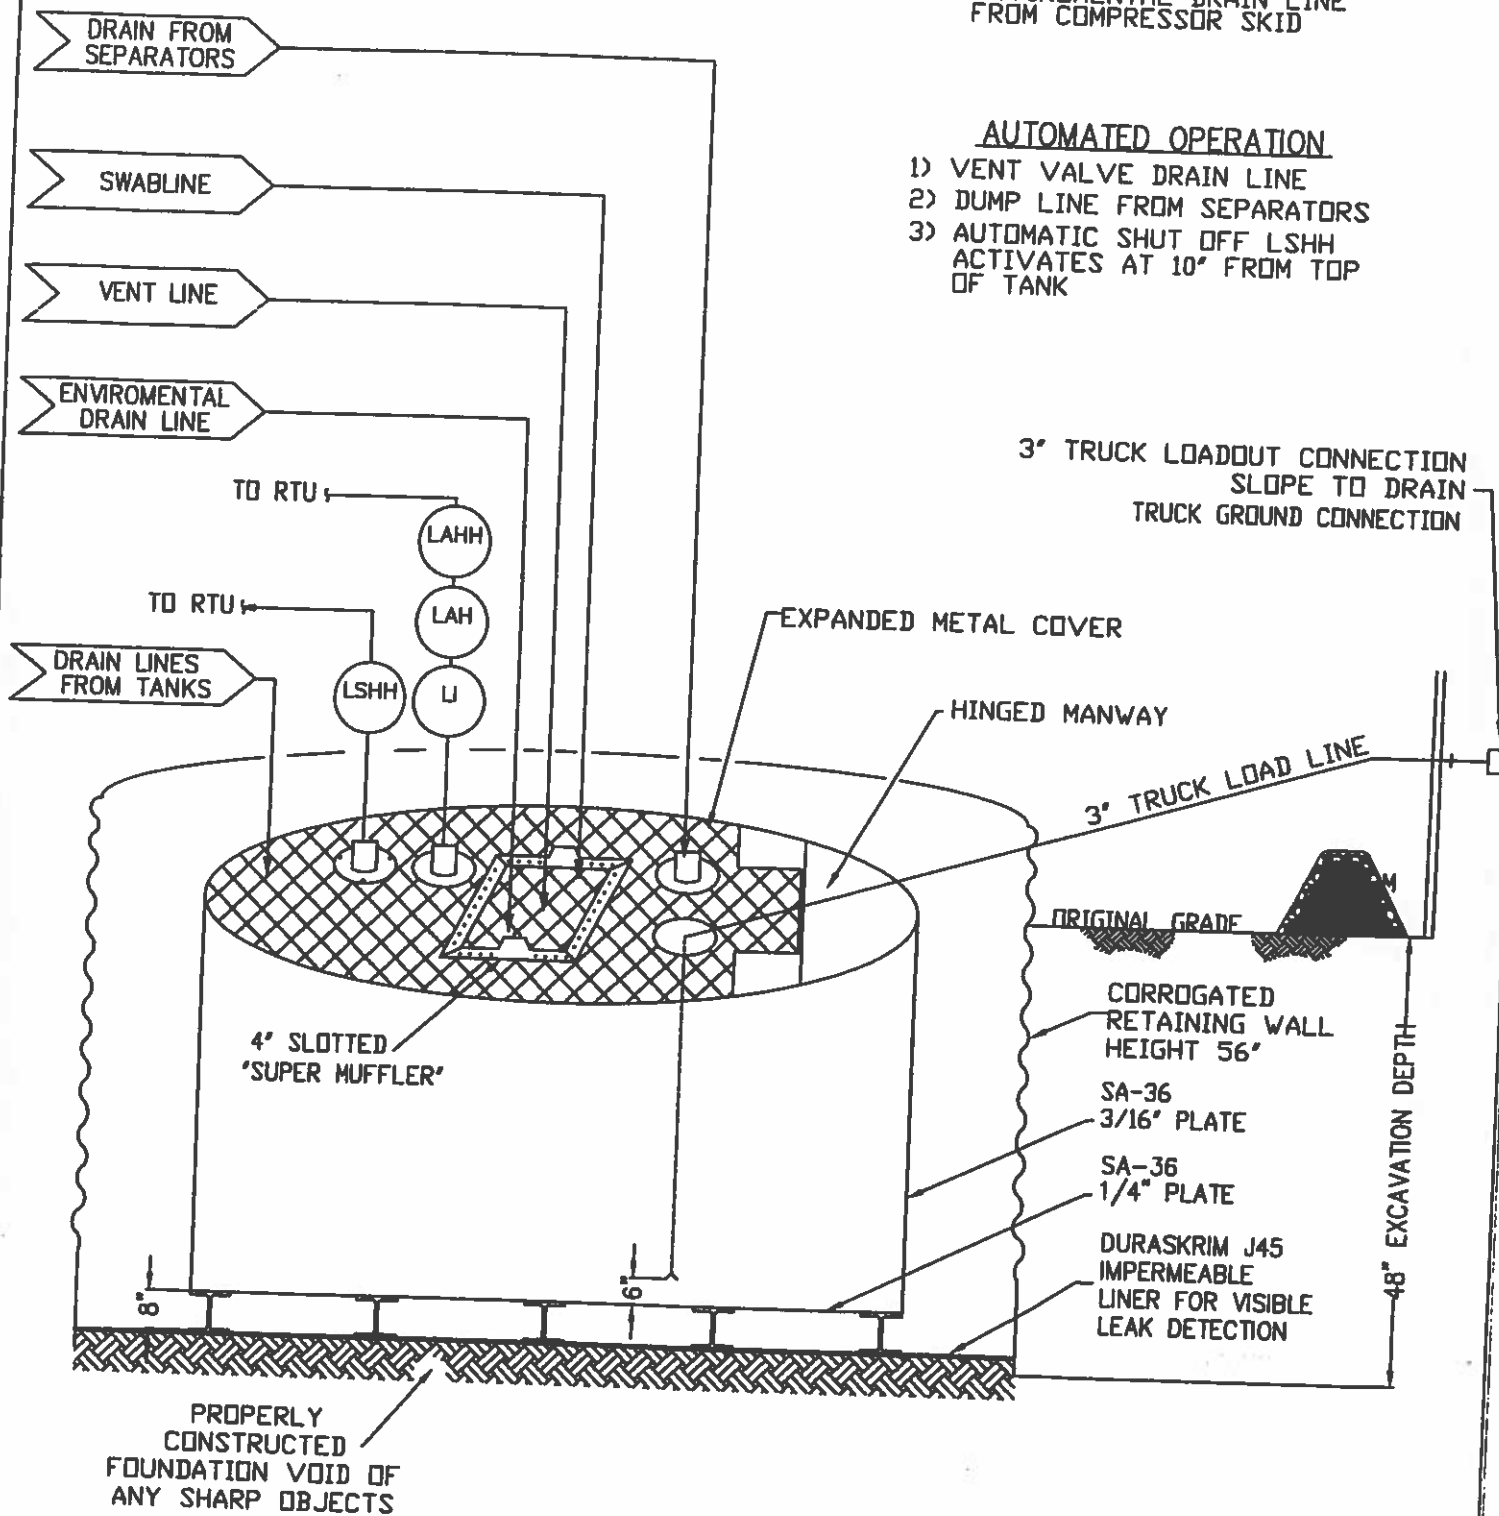 DRAIN LINE
FROM COMPRESSOR SKID
DRAIN FROM
SEPARATORS
AUTOMATED OPERATION
1) VENT VALVE DRAIN LINE
2) DUMP LINE FROM SEPARATORS
3) AUTOMATIC SHUT OFF LSHH
ACTIVATES AT 10" FROM TOP
OF TANK
SWABLINE
VENT LINE
ENVIROMENTAL
DRAIN LINE
3" TRUCK LOADOUT CONNECTION
SLOPE TO DRAIN
TRUCK GROUND CONNECTION
TO RTU
LAHH
TO RTU
LAH
EXPANDED METAL COVER
DRAIN LINES
FROM TANKS
LSHH
LI
HINGED MANWAY
3" TRUCK LOAD LINE
M
ORIGINAL GRADE
4" SLOTTED
"SUPER MUFFLER"
CORROGATED
RETAINING WALL
HEIGHT 56"
SA-36
3/16" PLATE
SA-36
1/4" PLATE
48" EXCAVATION DEPTH
DURASKRIM J45
IMPERMEABLE
LINER FOR VISIBLE
LEAK DETECTION
8"
6"
PROPERLY
CONSTRUCTED
FOUNDATION VOID OF
ANY SHARP OBJECTS